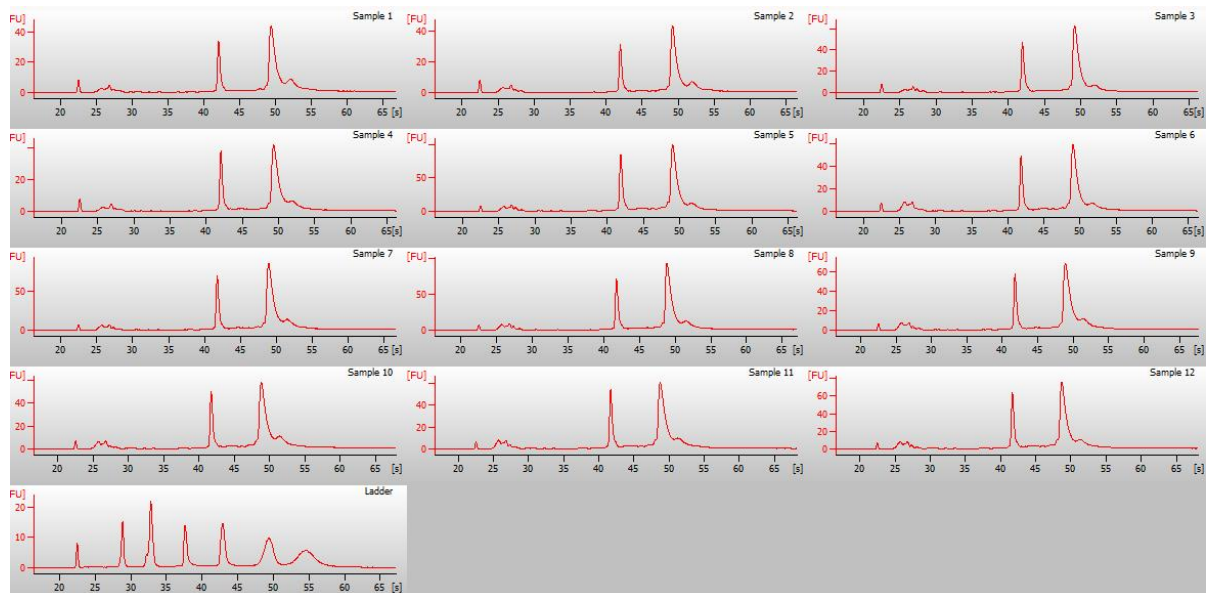 FU] Sample 1
40
20
0
20 25 30 35 40 45 50 55 60 65 [s]
[FU] Sample 2
40
20
0
20 25 30 35 40 45 50 55 60 65[s]
FU] Sample 3
40
20
0
20 25 30 35 40 45 50 55 60 65[s]
FU] Sample 4
20
0
20 25 30 35 40 45 50 55 60 65 [s]
[FU] Sample 5
50
0
20 25 30 35 40 45 50 55 60 65[s]
FU] Sample 6
60
40
20
0
20 25 30 35 40 45 50 55 60 65[s]
FU] Sample 7
50
0
20 25 30 35 40 45 50 55 60 65 [s]
[FU] Sample 8
50
0
20 25 30 35 40 45 50 55 60 65 [s]
FU] Sample 9
60
40
20
0
20 25 30 35 40 45 50 55 60 65 [s]
FU] Sample 10
40
20
0
20 25 30 35 40 45 50 55 60 65 [s]
[FU] Sample 11
40
20
0
20 25 30 35 40 45 50 55 60 65 [s]
FU] Sample 12
60
40
20
0
20 25 30 35 40 45 50 55 60 65 [s]
FU] Ladder
20
10
0
20 25 30 35 40 45 50 55 60 65 [s]